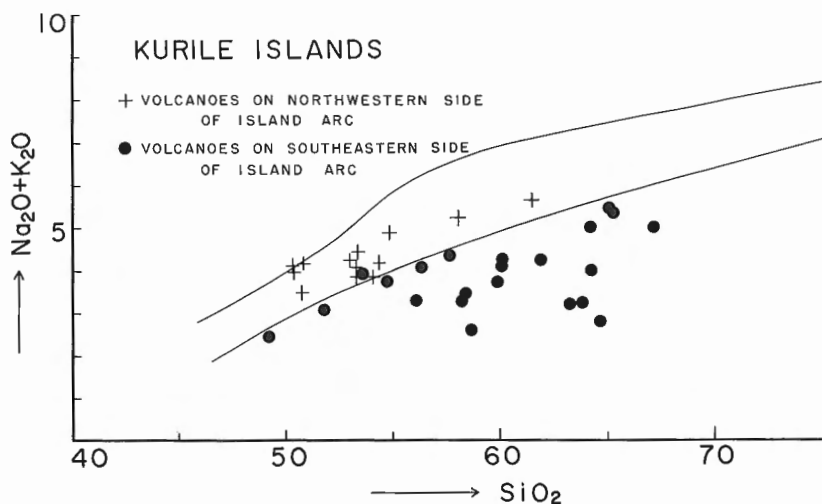 10
KURILE ISLANDS
+ VOLCANOES ON NORTHWESTERN SIDE
OF ISLAND ARC
● VOLCANOES ON SOUTHEASTERN SIDE
OF ISLAND ARC
5
→ Na₂O+K₂O
40 50 60 70
→ SiO₂